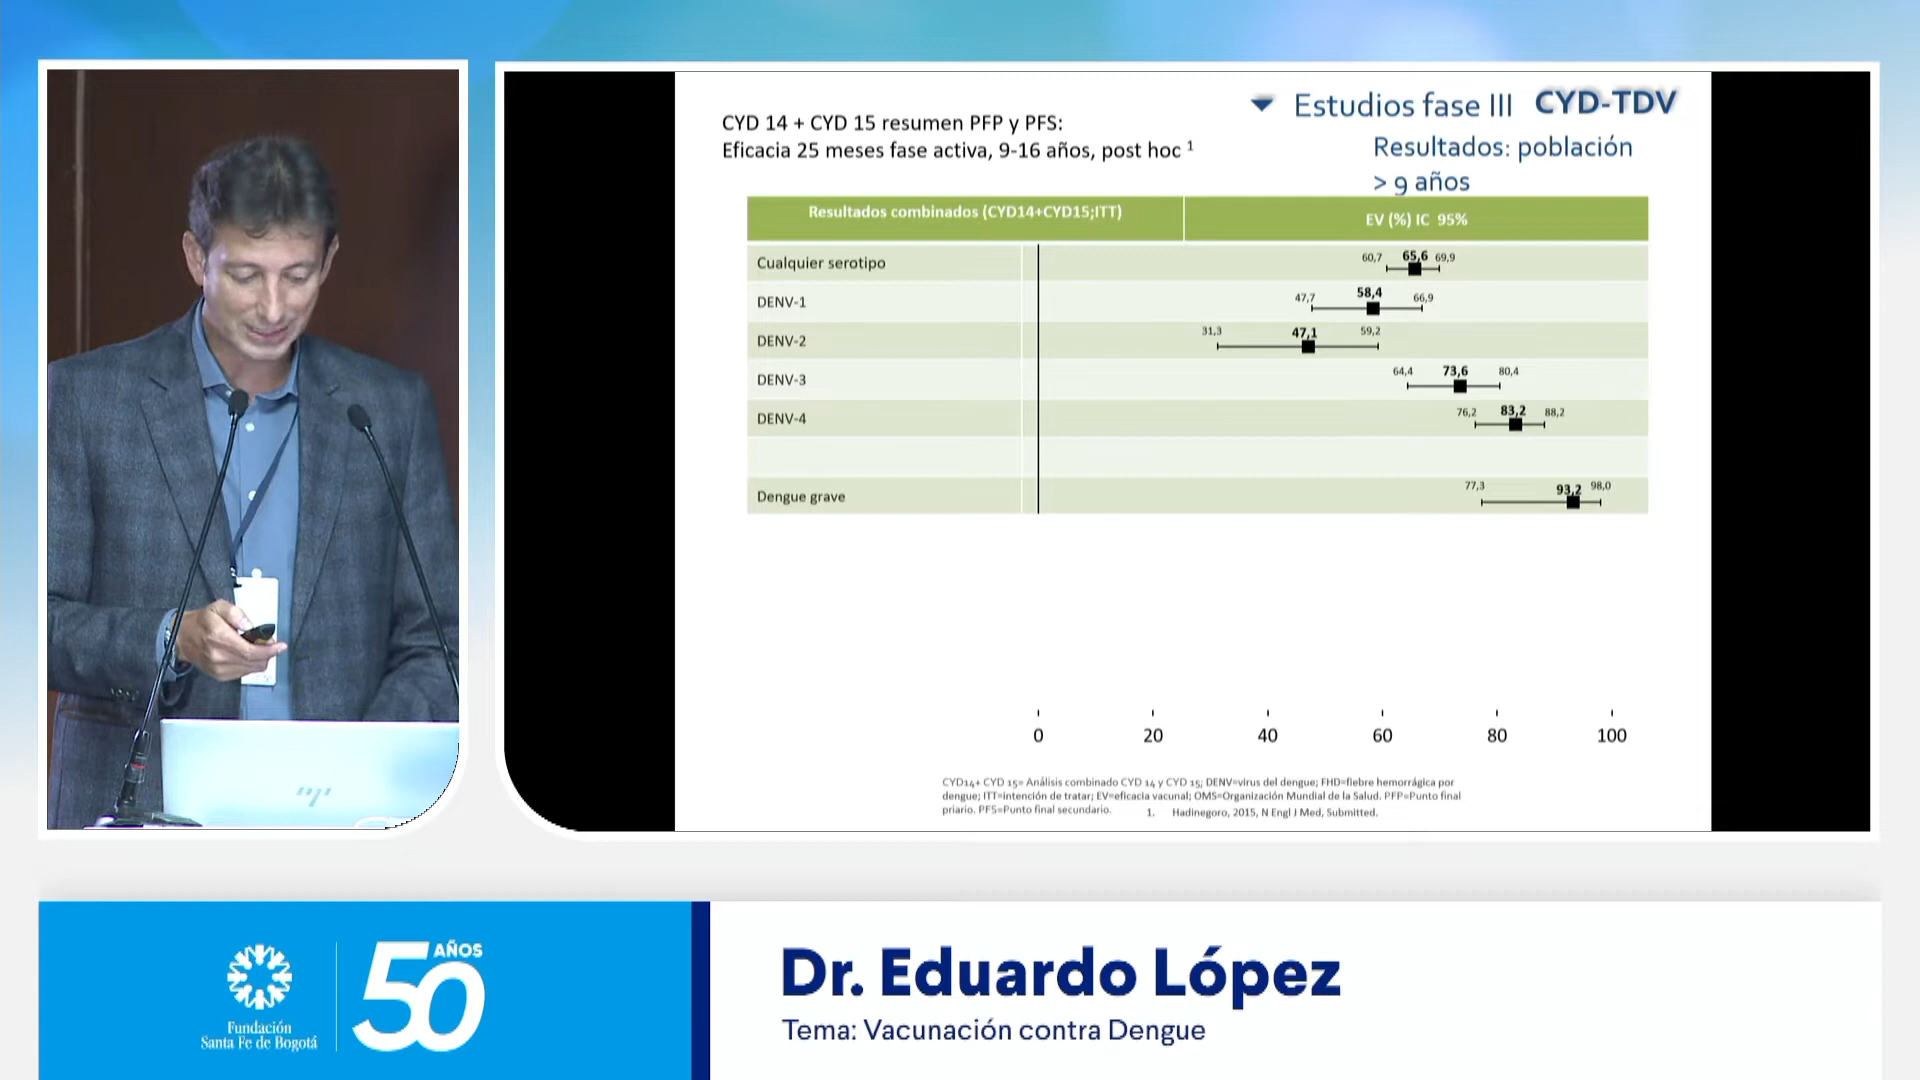 CYD 14 + CYD 15 resumen PFP y PFS:
Eficacia 25 meses fase activa, 9-16 años, post hoc 1
Estudios fase III CYD-TDV
Resultados: población
> 9 años
Resultados combinados (CYD14+CYD15;ITT)
EV (%) IC 95%
Cualquier serotipo
60,7 65,6 69,9
DENV-1
47,7 58,4 66,9
DENV-2
31,3 47,1 59,2
DENV-3
64,4 73,6 80,4
DENV-4
76,2 83,2 88,2
Dengue grave
77,3 93,2 98,0
0 20 40 60 80 100
CYD14+ CYD 15= Análisis combinado CYD 14 y CYD 15; DENV=virus del dengue; FHD=fiebre hemorrágica por
dengue; ITT=intención de tratar; EV=eficacia vacunal; OMS=Organización Mundial de la Salud. PFP=Punto final
priario. PFS=Punto final secundario.
1. Hadinegoro, 2015, N Engl J Med, Submitted.
hp
Fundación
Santa Fe de Bogotá
50 AÑOS
Dr. Eduardo López
Tema: Vacunación contra Dengue